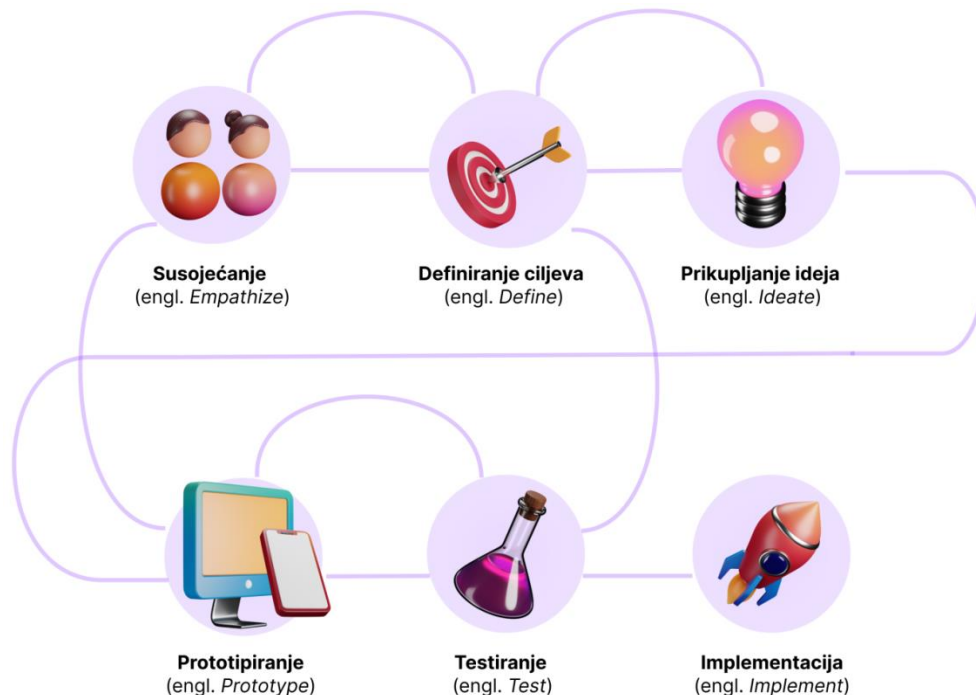 Susojećanje
(engl. Empathize)
Definiranje ciljeva
(engl. Define)
Prikupljanje ideja
(engl. Ideate)
Prototipiranje
(engl. Prototype)
Testiranje
(engl. Test)
Implementacija
(engl. Implement)